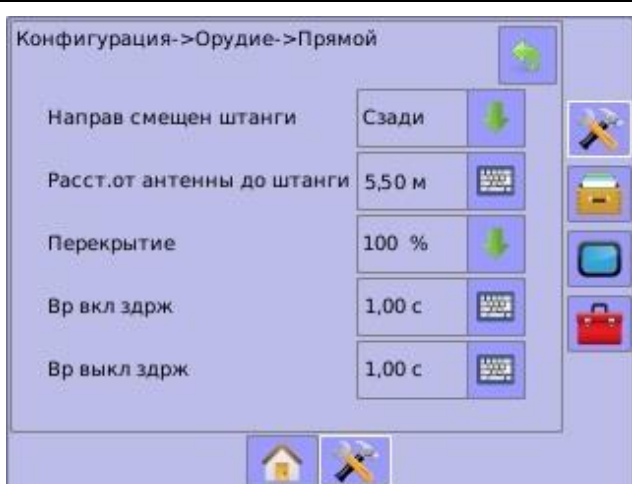 Конфигурация->Орудие->Прямой
Направ смещен штанги Сзади
Расст.от антенны до штанги 5,50 м
Перекрытие 100 %
Вр вкл здрж 1,00 с
Вр выкл здрж 1,00 с